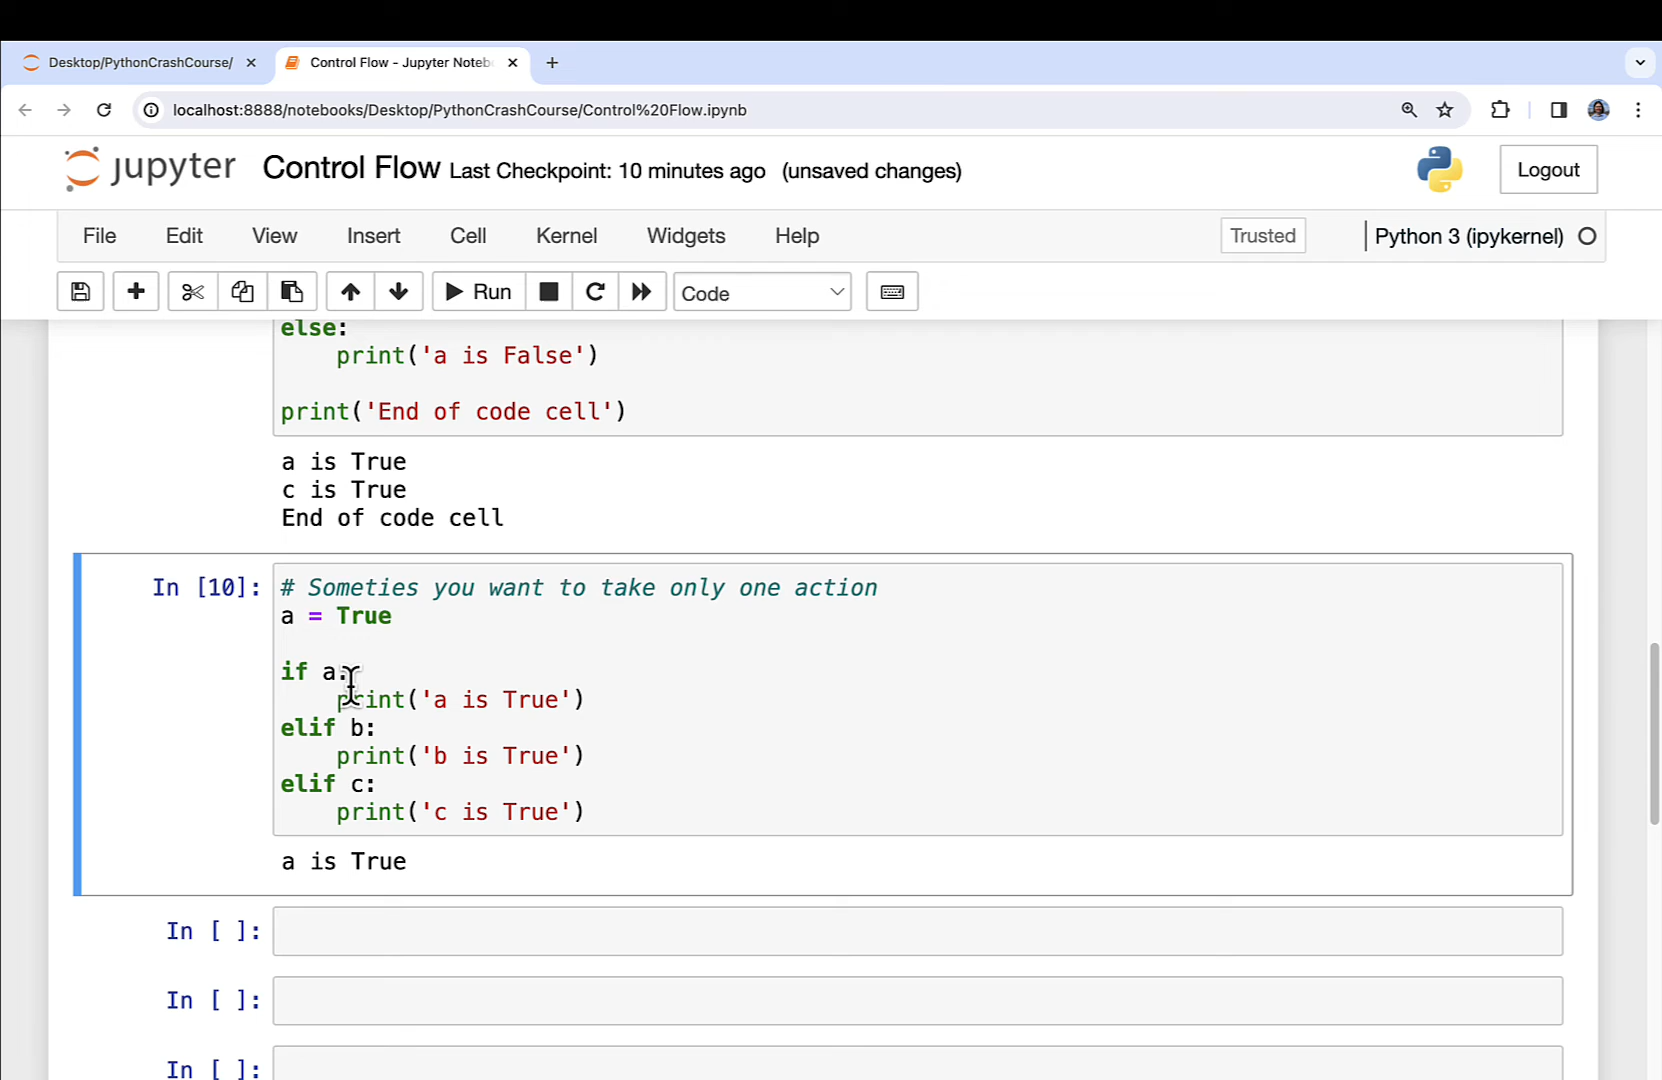 Desktop/PythonCrashCourse/
Control Flow - Jupyter Noteb
localhost:8888/notebooks/Desktop/PythonCrashCourse/Control%20Flow.ipynb
jupyter Control Flow Last Checkpoint: 10 minutes ago (unsaved changes) Logout
File Edit View Insert Cell Kernel Widgets Help Trusted Python 3 (ipykernel)
Run Code
else:
    print('a is False')
print('End of code cell')
a is True
c is True
End of code cell
In [10]: # Someties you want to take only one action
a = True
if a:
    print('a is True')
elif b:
    print('b is True')
elif c:
    print('c is True')
a is True
In [ ]:
In [ ]:
In [ ]: